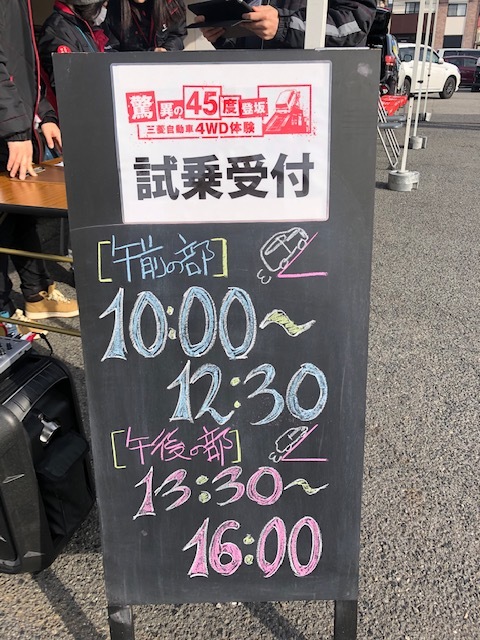 驚異の45度登坂
三菱自動車4WD体験
試乗受付
[午前の部]
10:00~
12:30
[午後の部]
13:30~
16:00